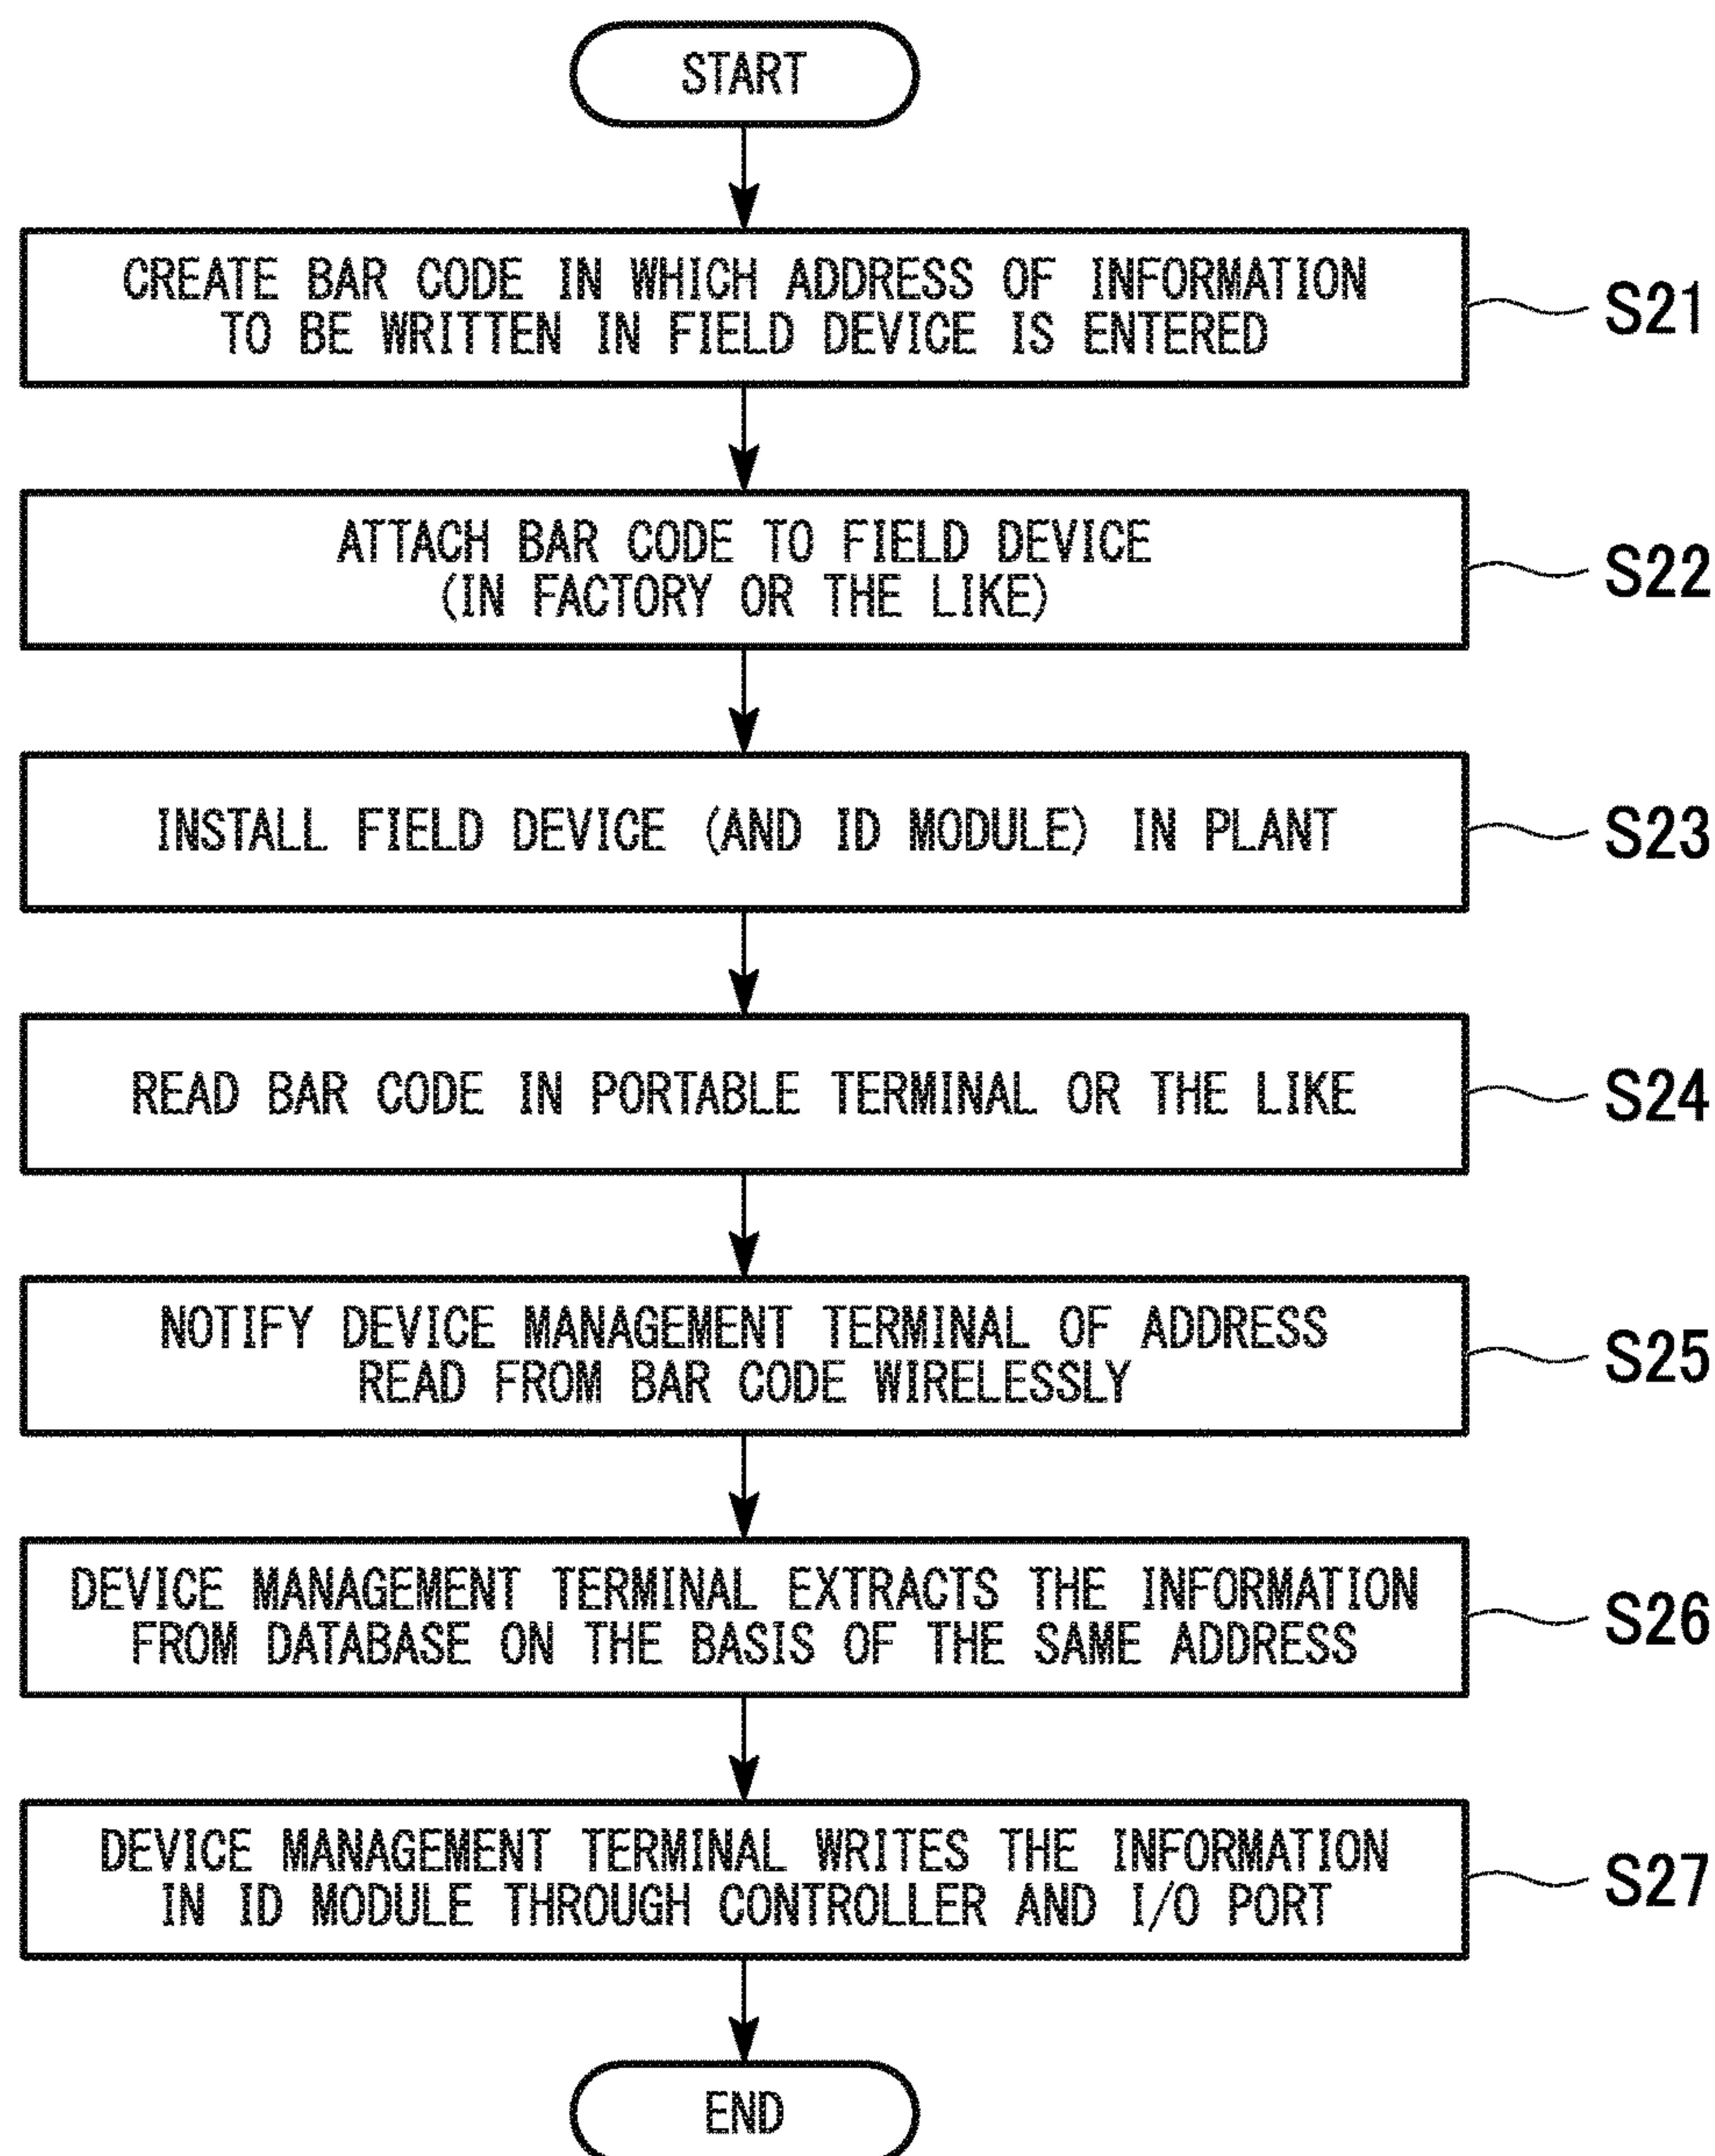 START
CREATE BAR CODE IN WHICH ADDRESS OF INFORMATION
TO BE WRITTEN IN FIELD DEVICE IS ENTERED
S21
ATTACH BAR CODE TO FIELD DEVICE
(IN FACTORY OR THE LIKE)
S22
INSTALL FIELD DEVICE (AND ID MODULE) IN PLANT
S23
READ BAR CODE IN PORTABLE TERMINAL OR THE LIKE
S24
NOTIFY DEVICE MANAGEMENT TERMINAL OF ADDRESS
READ FROM BAR CODE WIRELESSLY
S25
DEVICE MANAGEMENT TERMINAL EXTRACTS THE INFORMATION
FROM DATABASE ON THE BASIS OF THE SAME ADDRESS
S26
DEVICE MANAGEMENT TERMINAL WRITES THE INFORMATION
IN ID MODULE THROUGH CONTROLLER AND I/O PORT
S27
END